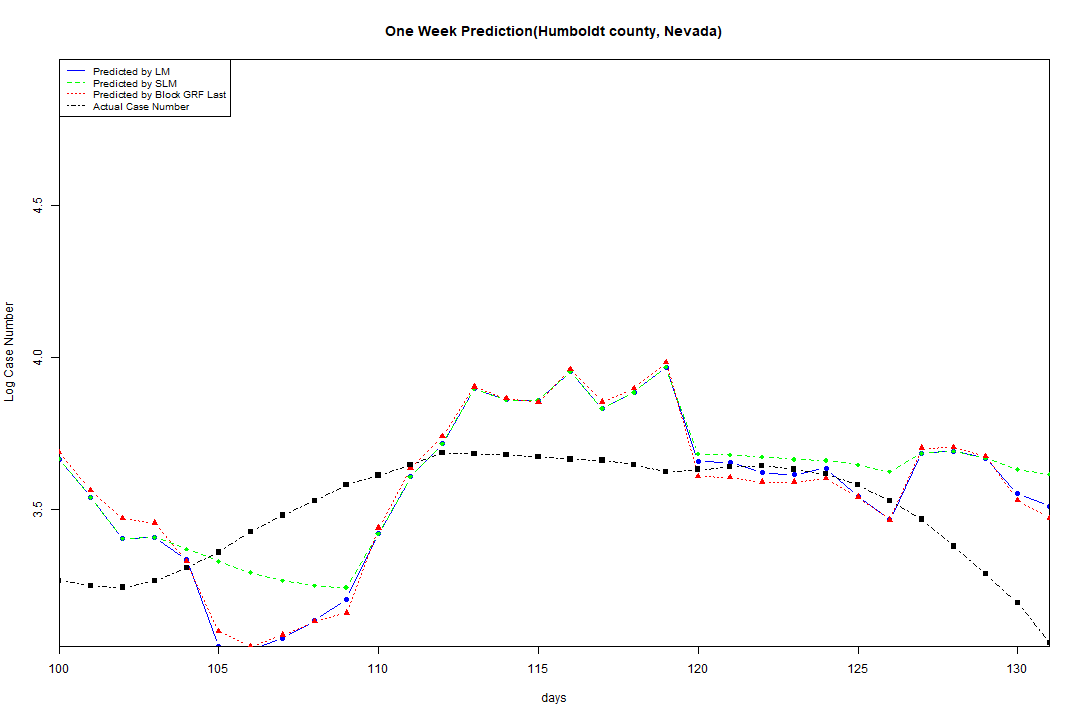 One Week Prediction(Humboldt county, Nevada)
Predicted by LM
Predicted by SLM
Predicted by Block GRF Last
Actual Case Number
4.5
4.0
3.5
Log Case Number
100 105 110 115 120 125 130
days